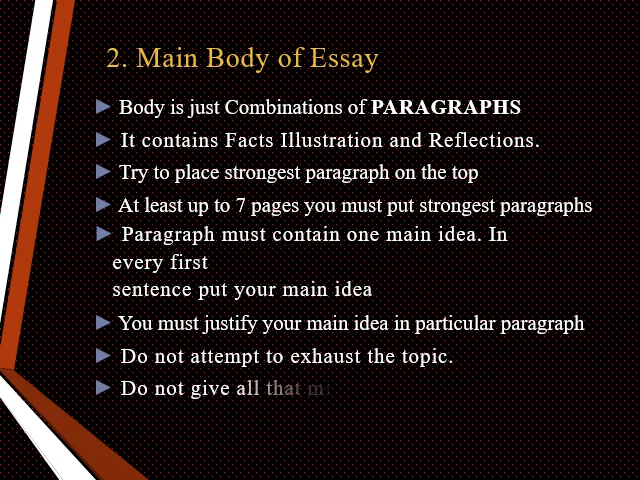 2. Main Body of Essay
Body is just Combinations of PARAGRAPHS
It contains Facts Illustration and Reflections.
Try to place strongest paragraph on the top
At least up to 7 pages you must put strongest paragraphs
Paragraph must contain one main idea. In
every first
sentence put your main idea
You must justify your main idea in particular paragraph
Do not attempt to exhaust the topic.
Do not give all that